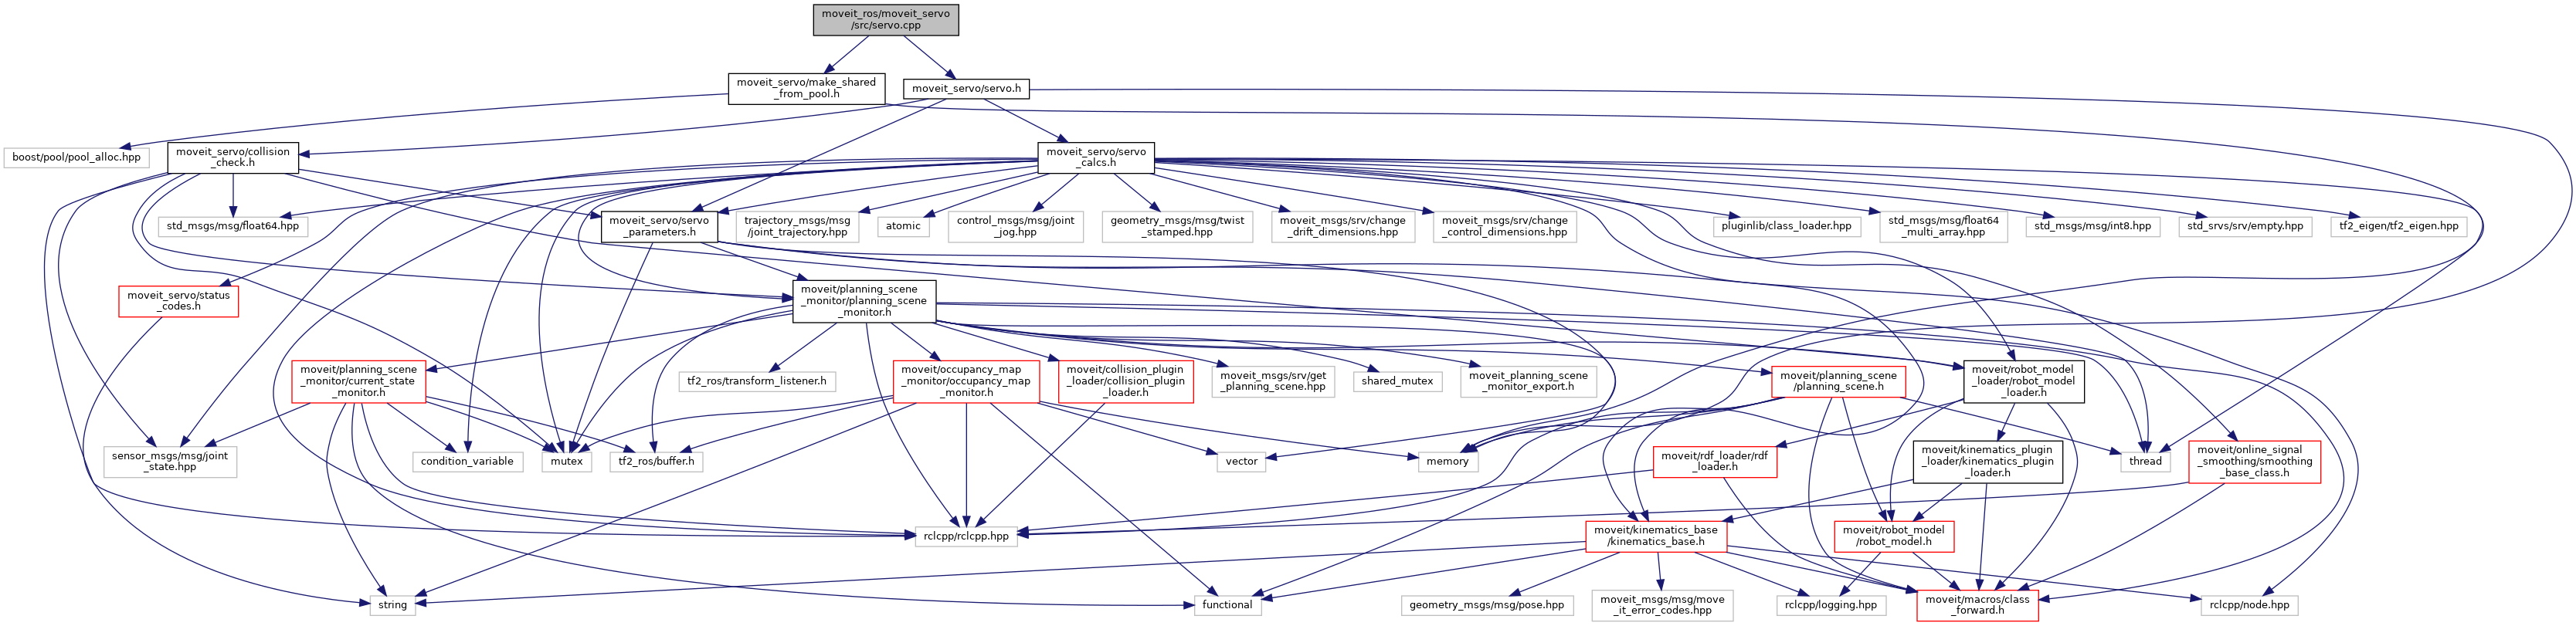 moveit_ros/moveit_servo
/src/servo.cpp
moveit_servo/make_shared
_from_pool.h
moveit_servo/servo.h
boost/pool/pool_alloc.hpp
moveit_servo/collision
_check.h
moveit_servo/servo
_calcs.h
std_msgs/msg/float64.hpp
moveit_servo/servo
_parameters.h
trajectory_msgs/msg
/joint_trajectory.hpp
atomic
control_msgs/msg/joint
_jog.hpp
geometry_msgs/msg/twist
_stamped.hpp
moveit_msgs/srv/change
_drift_dimensions.hpp
moveit_msgs/srv/change
_control_dimensions.hpp
pluginlib/class_loader.hpp
std_msgs/msg/float64
_multi_array.hpp
std_msgs/msg/int8.hpp
std_srvs/srv/empty.hpp
tf2_eigen/tf2_eigen.hpp
moveit_servo/status
_codes.h
moveit/planning_scene
_monitor/planning_scene
_monitor.h
moveit/planning_scene
_monitor/current_state
_monitor.h
tf2_ros/transform_listener.h
moveit/occupancy_map
_monitor/occupancy_map
_monitor.h
moveit/collision_plugin
_loader/collision_plugin
_loader.h
moveit_msgs/srv/get
_planning_scene.hpp
shared_mutex
moveit_planning_scene
_monitor_export.h
moveit/planning_scene
/planning_scene.h
moveit/robot_model
_loader/robot_model
_loader.h
sensor_msgs/msg/joint
_state.hpp
condition_variable
mutex
tf2_ros/buffer.h
vector
memory
moveit/rdf_loader/rdf
_loader.h
moveit/kinematics_plugin
_loader/kinematics_plugin
_loader.h
thread
moveit/online_signal
_smoothing/smoothing
_base_class.h
rclcpp/rclcpp.hpp
moveit/kinematics_base
/kinematics_base.h
moveit/robot_model
/robot_model.h
string
functional
geometry_msgs/msg/pose.hpp
moveit_msgs/msg/move
_it_error_codes.hpp
rclcpp/logging.hpp
moveit/macros/class
_forward.h
rclcpp/node.hpp